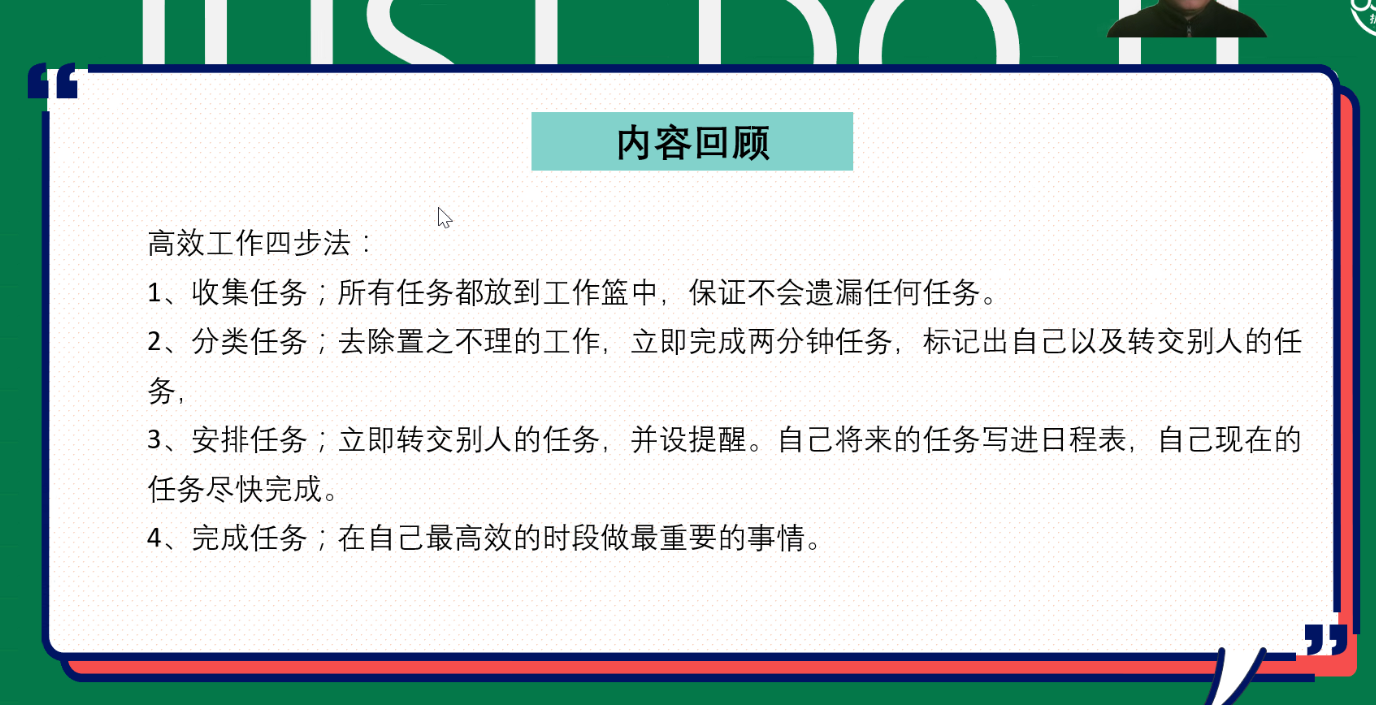 JUST DO IT
内容回顾
高效工作四步法：
1、收集任务；所有任务都放到工作篮中，保证不会遗漏任何任务。
2、分类任务；去除置之不理的工作，立即完成两分钟任务，标记出自己以及转交别人的任
务，
3、安排任务；立即转交别人的任务，并设提醒。自己将来的任务写进日程表，自己现在的
任务尽快完成。
4、完成任务；在自己最高效的时段做最重要的事情。